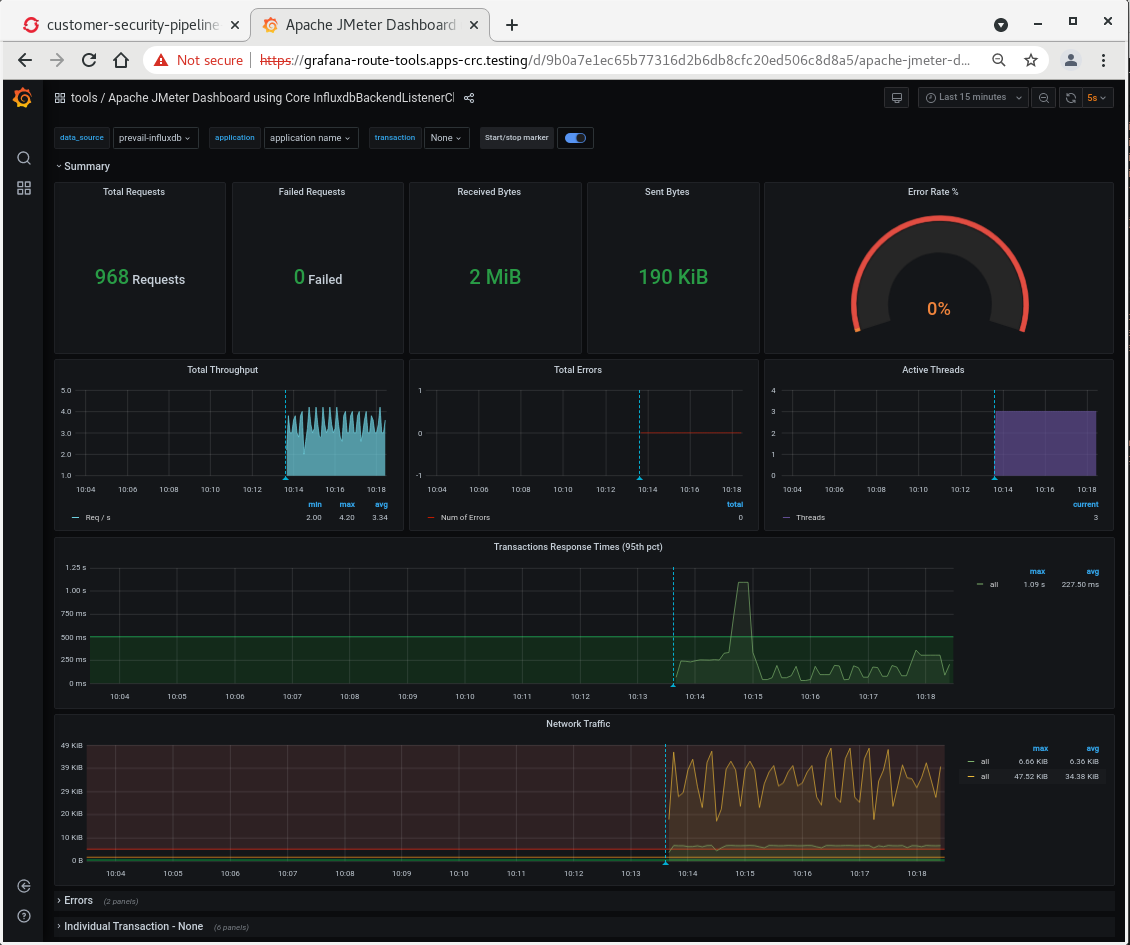 customer-security-pipeline
Apache JMeter Dashboard
Not secure https://grafana-route-tools.apps-crc.testing/d/9b0a7e1ec65b77316d2b6db8cfc20ed506c8d8a5/apache-jmeter-d...
tools / Apache JMeter Dashboard using Core InfluxdbBackendListenerCl
Last 15 minutes
5s
data_source prevail-influxdb application application name transaction None Start/stop marker
Summary
Total Requests
968 Requests
Failed Requests
0 Failed
Received Bytes
2 MiB
Sent Bytes
190 KiB
Error Rate %
0%
Total Throughput
5.0
4.0
3.0
2.0
1.0
10:04 10:06 10:08 10:10 10:12 10:14 10:16 10:18
min max avg
Req / s 2.00 4.20 3.34
Total Errors
1
0
-1
10:04 10:06 10:08 10:10 10:12 10:14 10:16 10:18
total
Num of Errors 0
Active Threads
4
3
2
1
0
10:04 10:06 10:08 10:10 10:12 10:14 10:16 10:18
current
Threads 3
Transactions Response Times (95th pct)
1.25 s
1.00 s
750 ms
500 ms
250 ms
0 ms
10:04 10:05 10:06 10:07 10:08 10:09 10:10 10:11 10:12 10:13 10:14 10:15 10:16 10:17 10:18
max avg
all 1.09 s 227.50 ms
Network Traffic
49 KiB
39 KiB
29 KiB
20 KiB
10 KiB
0 B
10:04 10:05 10:06 10:07 10:08 10:09 10:10 10:11 10:12 10:13 10:14 10:15 10:16 10:17 10:18
max avg
all 6.66 KiB 6.36 KiB
all 47.52 KiB 34.38 KiB
Errors (2 panels)
Individual Transaction - None (6 panels)